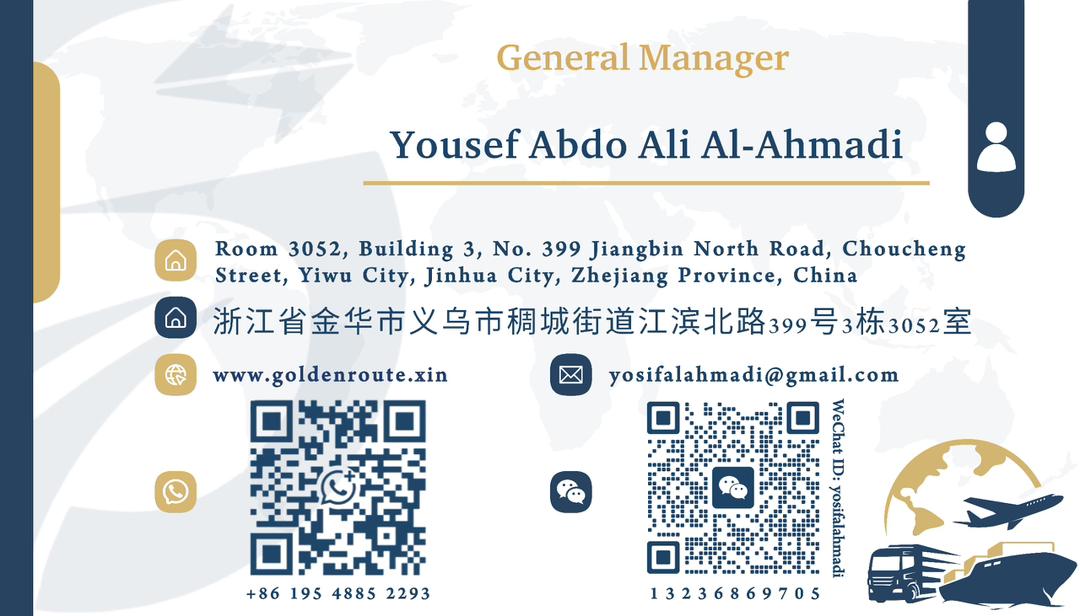 General Manager
Yousef Abdo Ali Al-Ahmadi
Room 3052, Building 3, No. 399 Jiangbin North Road, Choucheng
Street, Yiwu City, Jinhua City, Zhejiang Province, China
浙江省金华市义乌市稠城街道江滨北路399号3栋3052室
www.goldenroute.xin
yosifalahmadi@gmail.com
WeChat ID: yosifalahmadi
+86 195 4885 2293
13236869705